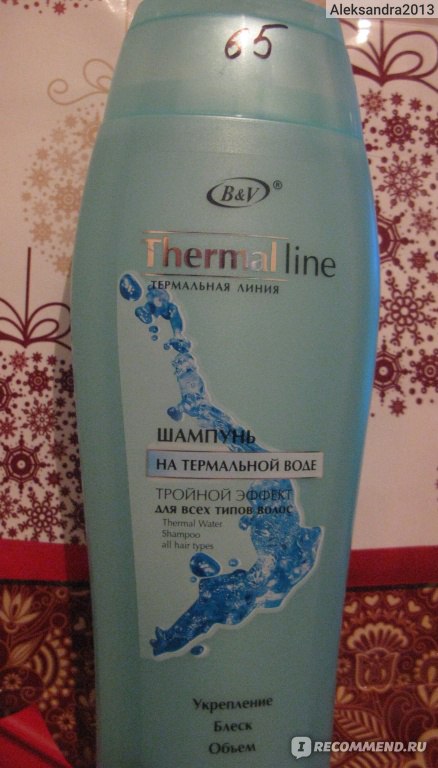 Aleksandra2013
65
B&V®
Thermal line
ТЕРМАЛЬНАЯ ЛИНИЯ
ШАМПУНЬ
НА ТЕРМАЛЬНОЙ ВОДЕ
ТРОЙНОЙ ЭФФЕКТ
для всех типов волос
Thermal Water
Shampoo
all hair types
Укрепление
Блеск
Объем
IRECOMMEND.RU